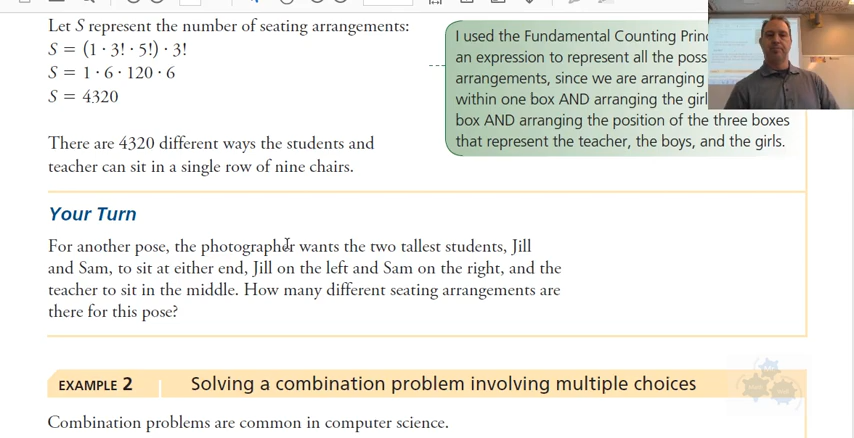 Let S represent the number of seating arrangements:
S = (1 · 3! · 5!) · 3!
S = 1 · 6 · 120 · 6
S = 4320
There are 4320 different ways the students and
teacher can sit in a single row of nine chairs.
I used the Fundamental Counting
an expression to represent all the
arrangements, since we are arranging
within one box AND arranging the
box AND arranging the position of the three boxes
that represent the teacher, the boys, and the girls.
Your Turn
For another pose, the photographer wants the two tallest students, Jill
and Sam, to sit at either end, Jill on the left and Sam on the right, and the
teacher to sit in the middle. How many different seating arrangements are
there for this pose?
EXAMPLE 2 Solving a combination problem involving multiple choices
Combination problems are common in computer science.